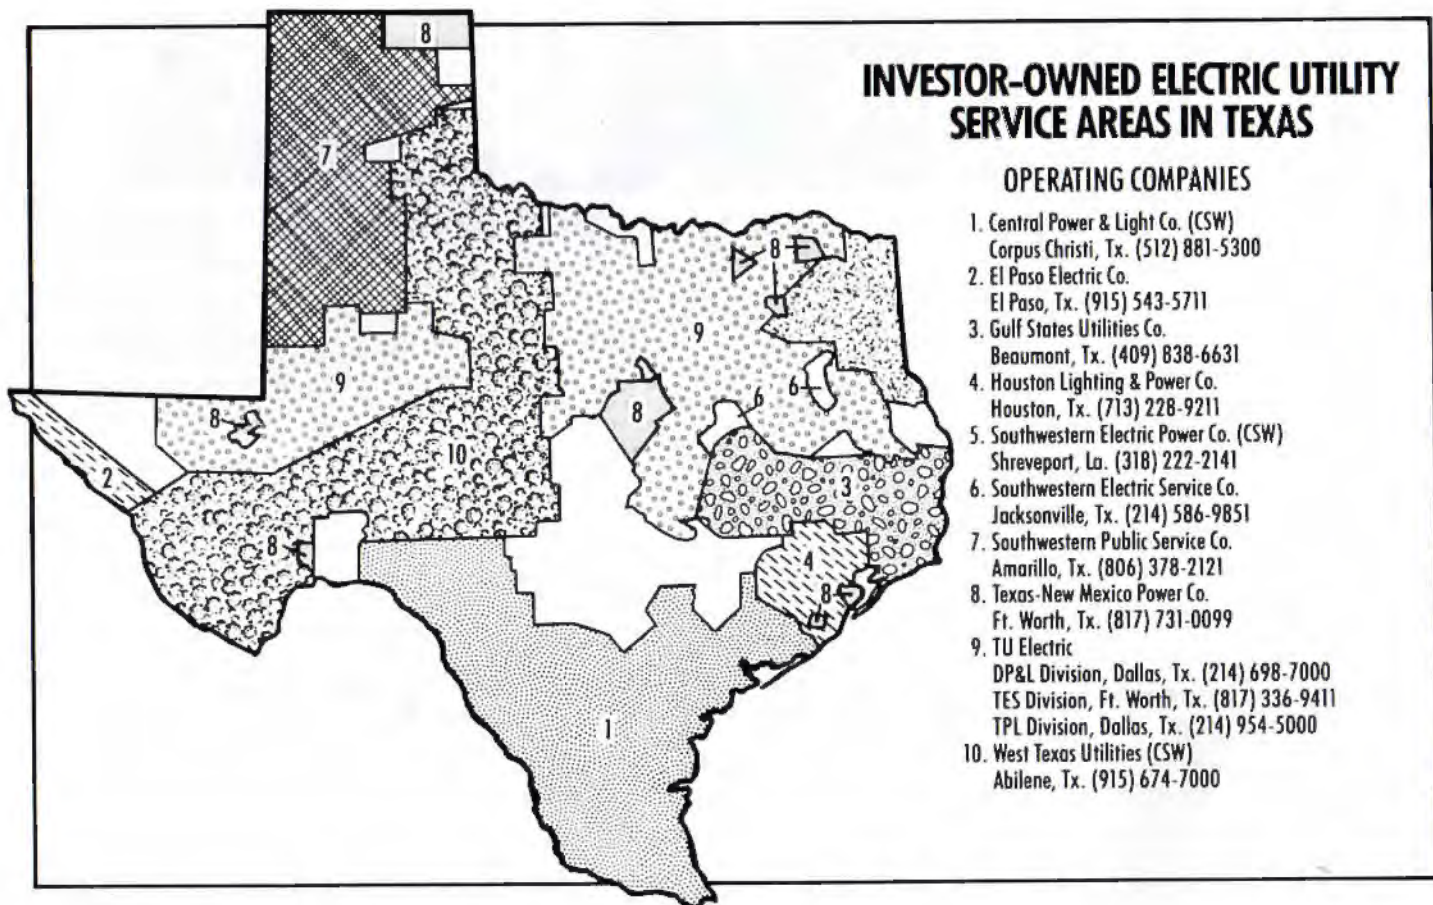 INVESTOR-OWNED ELECTRIC UTILITY
SERVICE AREAS IN TEXAS
OPERATING COMPANIES
1. Central Power & Light Co. (CSW)
Corpus Christi, Tx. (512) 881-5300
2. El Paso Electric Co.
El Paso, Tx. (915) 543-5711
3. Gulf States Utilities Co.
Beaumont, Tx. (409) 838-6631
4. Houston Lighting & Power Co.
Houston, Tx. (713) 228-9211
5. Southwestern Electric Power Co. (CSW)
Shreveport, La. (318) 222-2141
6. Southwestern Electric Service Co.
Jacksonville, Tx. (214) 586-9851
7. Southwestern Public Service Co.
Amarillo, Tx. (806) 378-2121
8. Texas-New Mexico Power Co.
Ft. Worth, Tx. (817) 731-0099
9. TU Electric
DP&L Division, Dallas, Tx. (214) 698-7000
TES Division, Ft. Worth, Tx. (817) 336-9411
TPL Division, Dallas, Tx. (214) 954-5000
10. West Texas Utilities (CSW)
Abilene, Tx. (915) 674-7000
8
7
8
9
9
6
6
8
8
10
2
3
8
4
8
1